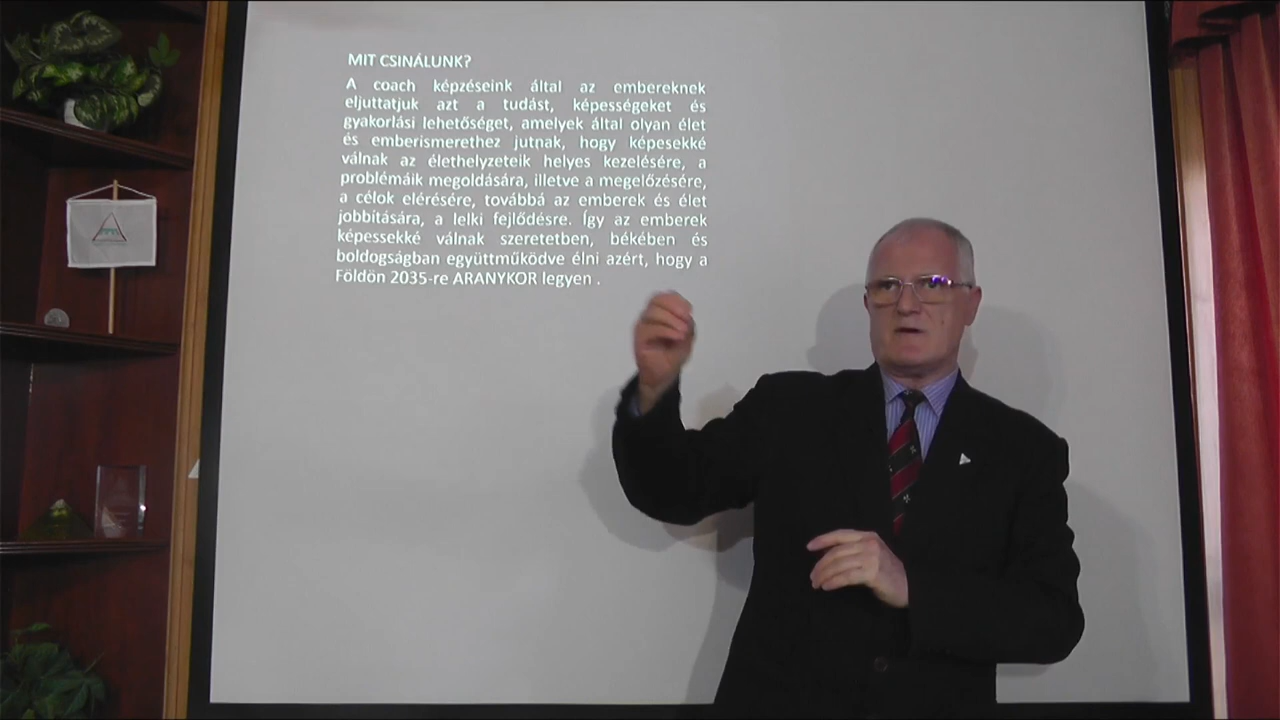 MIT CSINÁLUNK?
A coach képzéseink által az embereknek
eljuttatjuk azt a tudást, képességeket és
gyakorlási lehetőséget, amelyek által olyan élet
és emberismerethez jutnak, hogy képesekké
válnak az élethelyzeteik helyes kezelésére, a
problémáik megoldására, illetve a megelőzésére,
a célok elérésére, továbbá az emberek és élet
jobbítására, a lelki fejlődésre. Így az emberek
képessekké válnak szeretetben, békében és
boldogságban együttműködve élni azért, hogy a
Földön 2035-re ARANYKOR legyen .